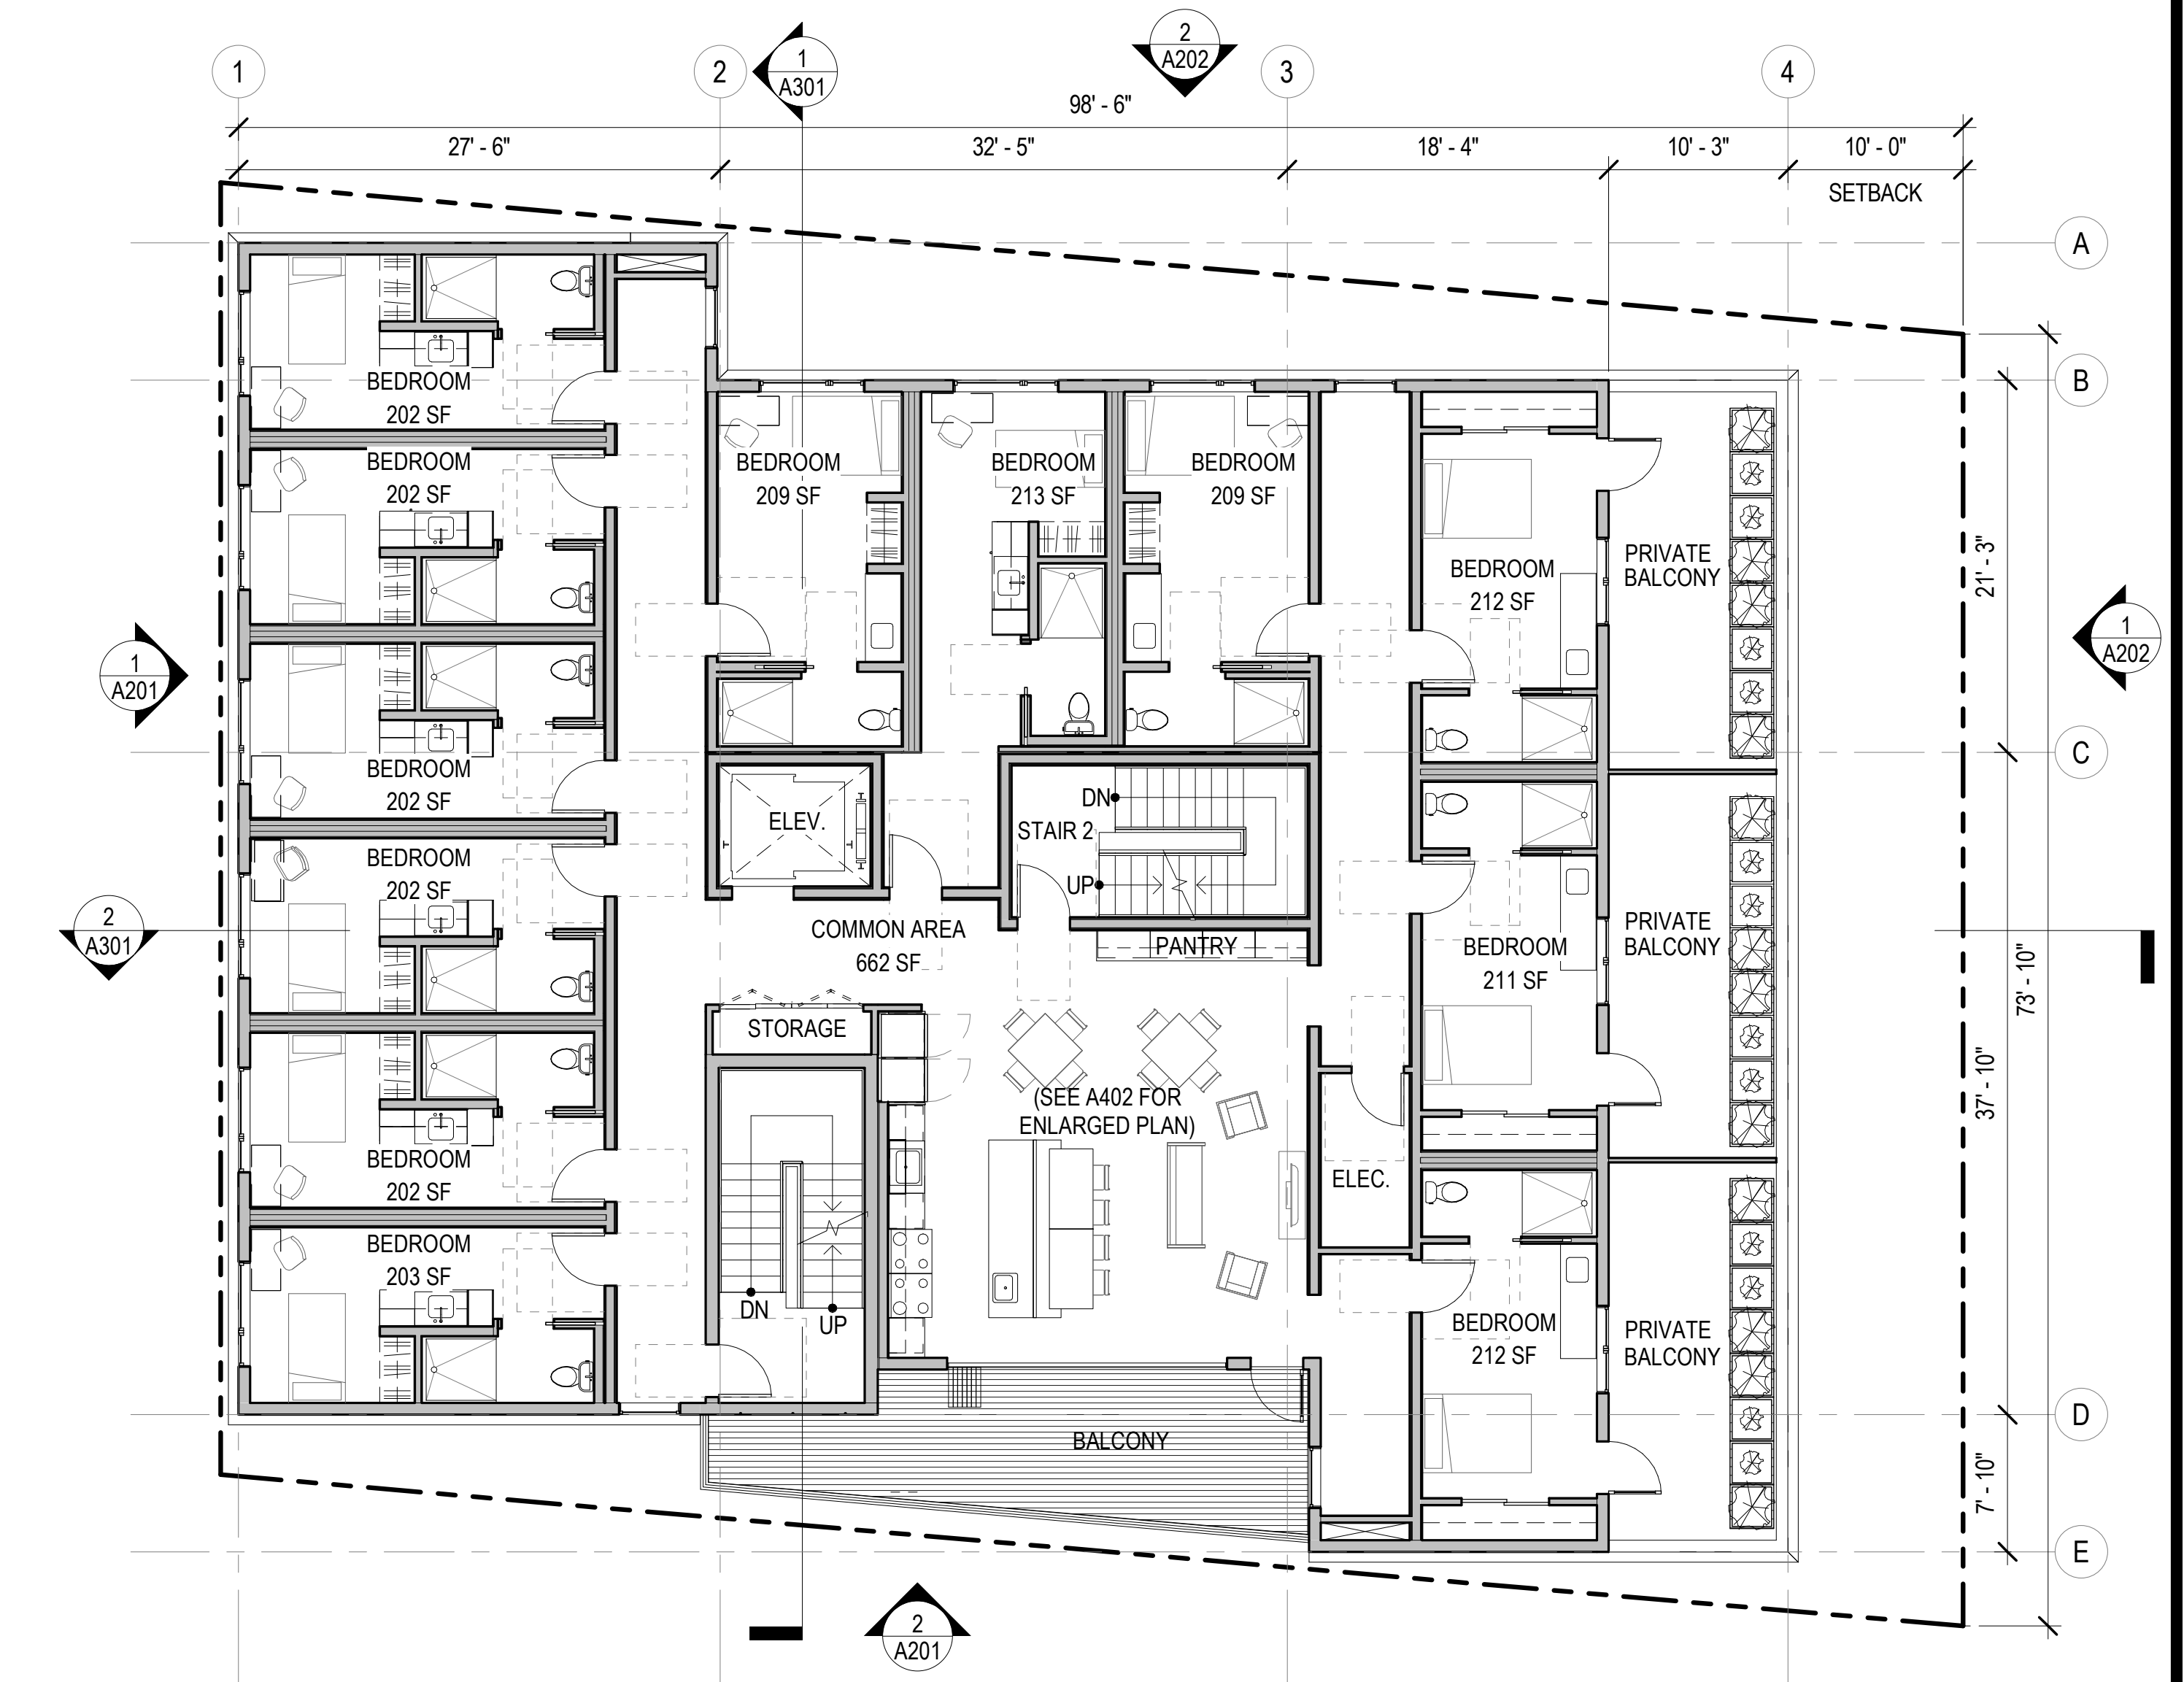 2
A202
1
2
1
A301
3
4
98' - 6"
27' - 6"
32' - 5"
18' - 4"
10' - 3"
10' - 0"
SETBACK
A
B
C
D
E
21' - 3"
37' - 10"
7' - 10"
73' - 10"
1
A202
1
A201
2
A301
2
A201
BEDROOM
202 SF
BEDROOM
202 SF
BEDROOM
202 SF
BEDROOM
202 SF
BEDROOM
202 SF
BEDROOM
203 SF
BEDROOM
209 SF
BEDROOM
213 SF
BEDROOM
209 SF
BEDROOM
212 SF
PRIVATE
BALCONY
BEDROOM
211 SF
PRIVATE
BALCONY
BEDROOM
212 SF
PRIVATE
BALCONY
ELEV.
DN
STAIR 2
UP
COMMON AREA
662 SF
PANTRY
STORAGE
(SEE A402 FOR
ENLARGED PLAN)
ELEC.
DN
UP
BALCONY